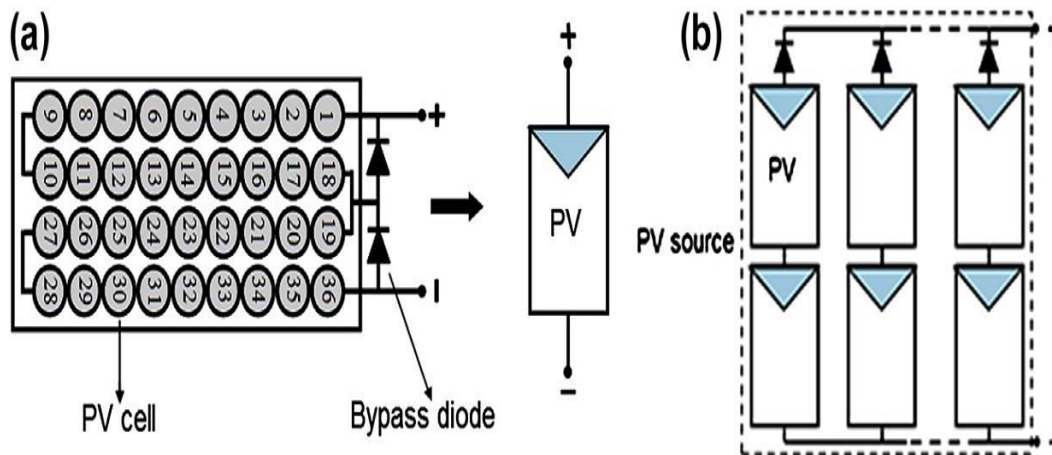 (a)
9 8 7 6 5 4 3 2 1
10 11 12 13 14 15 16 17 18
27 26 25 24 23 22 21 20 19
28 29 30 31 32 33 34 35 36
+
-
PV cell
Bypass diode
+
PV
-
(b)
PV
PV source